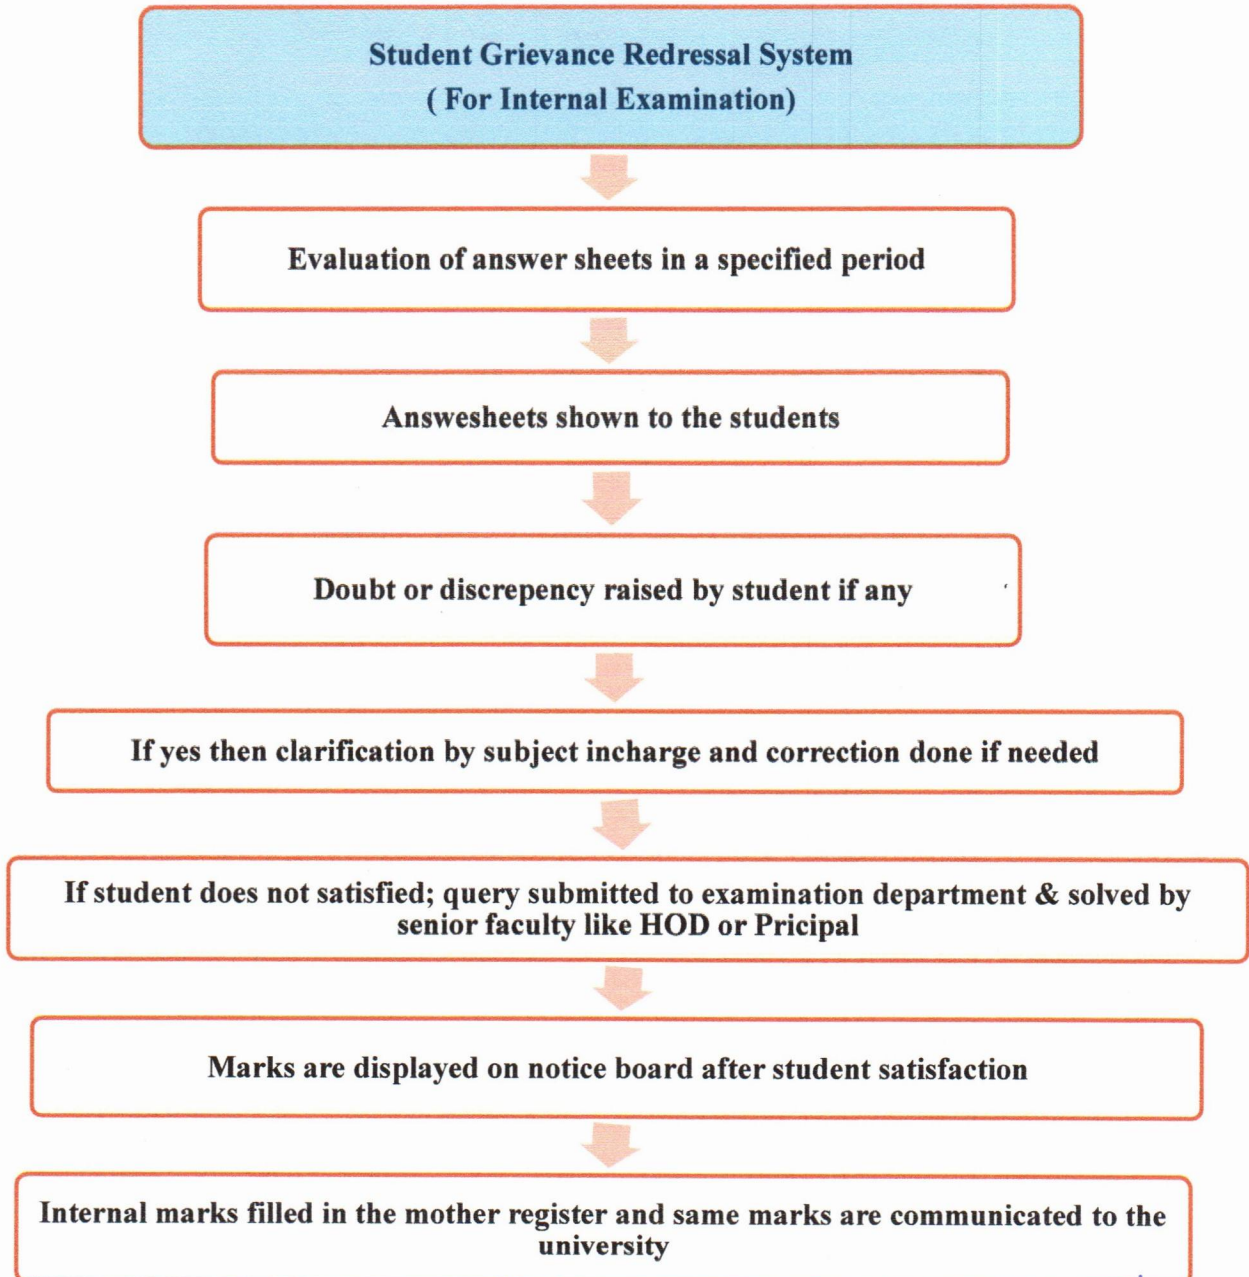 Student Grievance Redressal System
( For Internal Examination)
Evaluation of answer sheets in a specified period
Answesheets shown to the students
Doubt or discrepency raised by student if any
If yes then clarification by subject incharge and correction done if needed
If student does not satisfied; query submitted to examination department & solved by
senior faculty like HOD or Pricipal
Marks are displayed on notice board after student satisfaction
Internal marks filled in the mother register and same marks are communicated to the
university